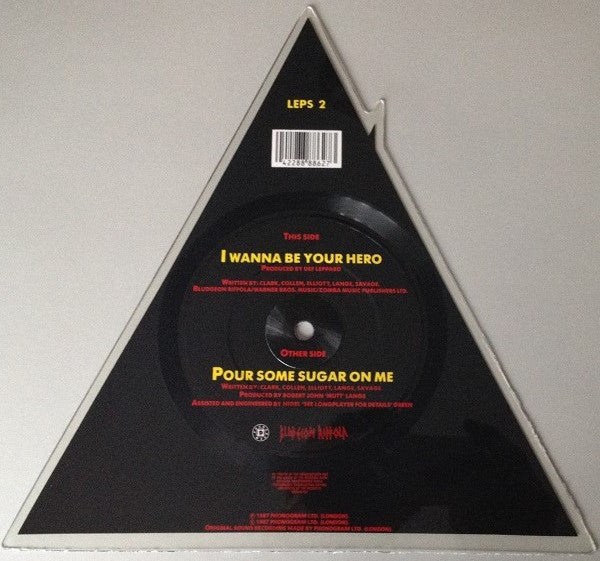 LEPS 2
42288 88627
THIS SIDE
I WANNA BE YOUR HERO
PRODUCED BY DEF LEPPARD
WRITTEN BY: CLARK, COLLEN, ELLIOTT, LANGE, SAVAGE.
BLUDGEON RIFFOLA/WARNER BROS. MUSIC/ZOMBA MUSIC PUBLISHERS LTD.
OTHER SIDE
POUR SOME SUGAR ON ME
WRITTEN BY: CLARK, COLLEN, ELLIOTT, LANGE, SAVAGE.
PRODUCED BY ROBERT JOHN 'MUTT' LANGE
ASSISTED AND ENGINEERED BY NIGEL 'SEE LONGPLAYER FOR DETAILS' GREEN
BLUDGEON RIFFOLA
℗ 1987 PHONOGRAM LTD. (LONDON)
© 1987 PHONOGRAM LTD. (LONDON)
ORIGINAL SOUND RECORDING MADE BY PHONOGRAM LTD. (LONDON)